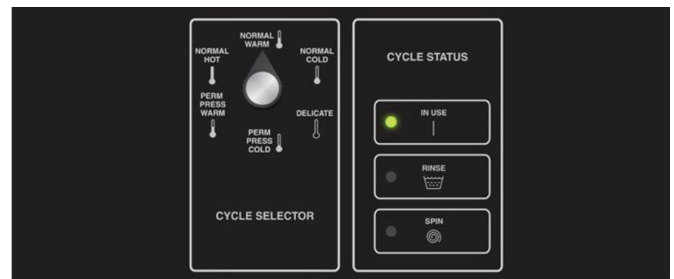 NORMAL
WARM
NORMAL
HOT
NORMAL
COLD
PERM
PRESS
WARM
DELICATE
PERM
PRESS
COLD
CYCLE SELECTOR
CYCLE STATUS
IN USE
RINSE
SPIN